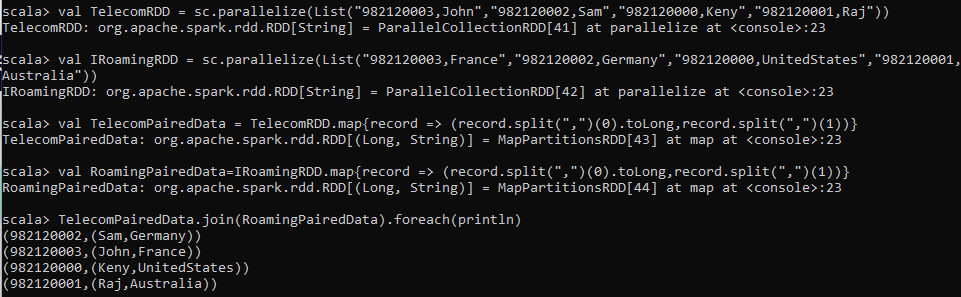 scala> val TelecomRDD = sc.parallelize(List("982120003,John","982120002,Sam","982120000,Keny","982120001,Raj"))
TelecomRDD: org.apache.spark.rdd.RDD[String] = ParallelCollectionRDD[41] at parallelize at <console>:23
scala> val IRoamingRDD = sc.parallelize(List("982120003,France","982120002,Germany","982120000,UnitedStates","982120001,
Australia"))
IRoamingRDD: org.apache.spark.rdd.RDD[String] = ParallelCollectionRDD[42] at parallelize at <console>:23
scala> val TelecomPairedData = TelecomRDD.map{record => (record.split(",")(0).toLong,record.split(",")(1))}
TelecomPairedData: org.apache.spark.rdd.RDD[(Long, String)] = MapPartitionsRDD[43] at map at <console>:23
scala> val RoamingPairedData=IRoamingRDD.map{record => (record.split(",")(0).toLong,record.split(",")(1))}
RoamingPairedData: org.apache.spark.rdd.RDD[(Long, String)] = MapPartitionsRDD[44] at map at <console>:23
scala> TelecomPairedData.join(RoamingPairedData).foreach(println)
(982120002,(Sam,Germany))
(982120003,(John,France))
(982120000,(Keny,UnitedStates))
(982120001,(Raj,Australia))